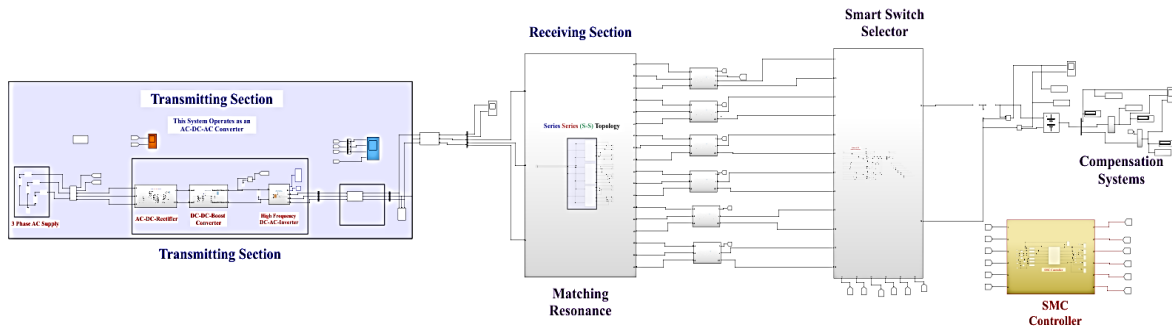 Transmitting Section
This System Operates as an
AC-DC-AC Converter
3 Phase AC Supply
AC-DC-Rectifier
DC-DC-Boost
Converter
High Frequency
DC-AC-Inverter
Transmitting Section
Receiving Section
Series Series (S-S) Topology
Matching
Resonance
Smart Switch
Selector
Compensation
Systems
SMC
Controller